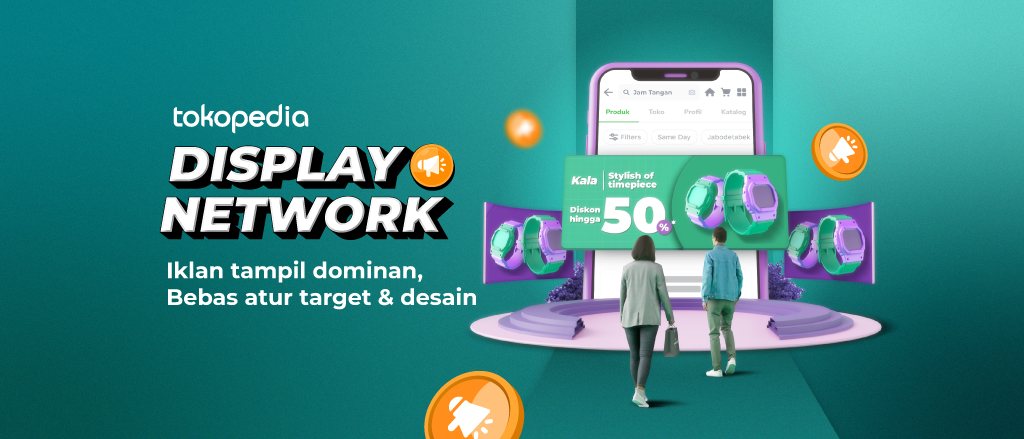 tokopedia
DISPLAY
NETWORK
Iklan tampil dominan,
Bebas atur target & desain
Jam Tangan
Produk Toko Profil Katalog
Filters Same Day Jabodetabek
Kala
Stylish of
timepiece
Diskon
hingga
50%*